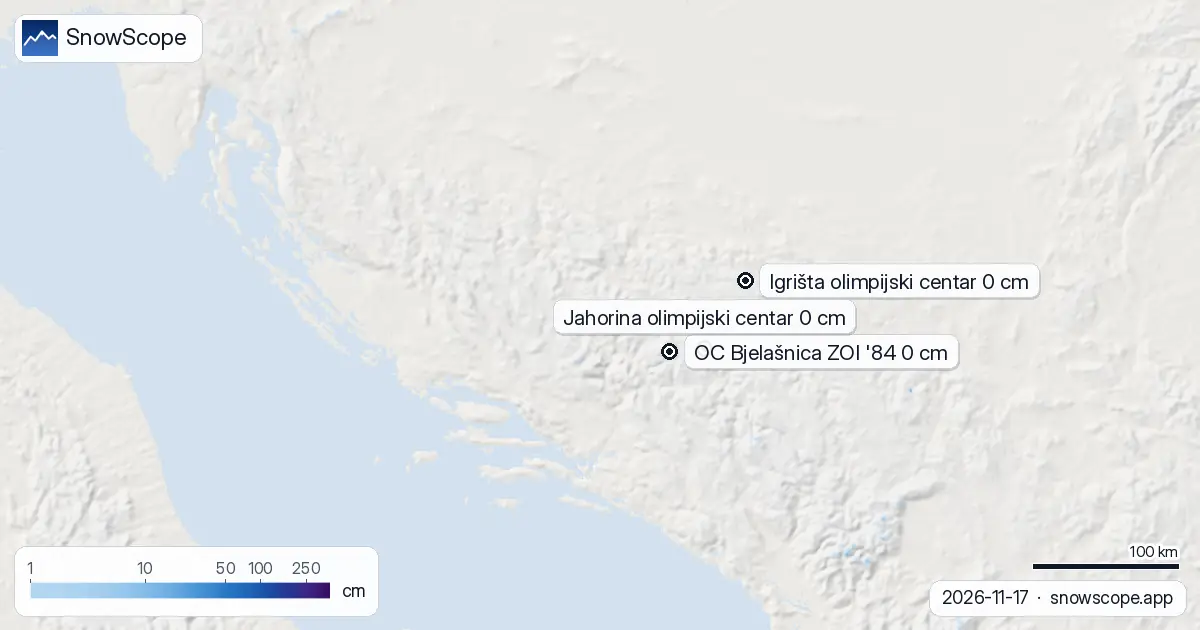 SnowScope
Igrišta olimpijski centar 0 cm
Jahorina olimpijski centar 0 cm
OC Bjelašnica ZOI '84 0 cm
1 10 50 100 250
cm
100 km
2026-11-17 · snowscope.app